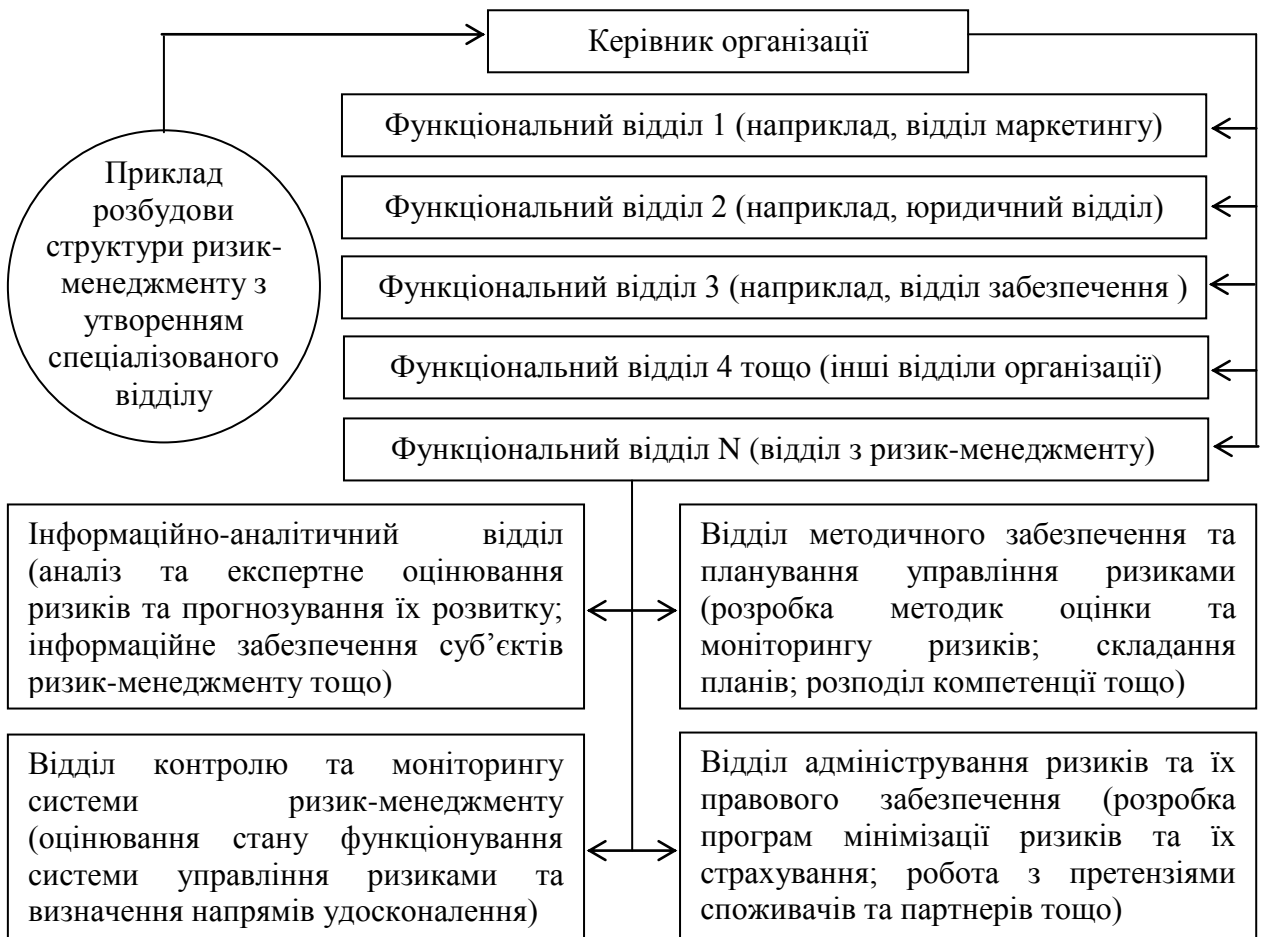 Керівник організації
Функціональний відділ 1 (наприклад, відділ маркетингу)
Функціональний відділ 2 (наприклад, юридичний відділ)
Функціональний відділ 3 (наприклад, відділ забезпечення )
Функціональний відділ 4 тощо (інші відділи організації)
Функціональний відділ N (відділ з ризик-менеджменту)
Приклад
розбудови
структури ризик-
менеджменту з
утворенням
спеціалізованого
відділу
Інформаційно-аналітичний відділ
(аналіз та експертне оцінювання
ризиків та прогнозування їх розвитку;
інформаційне забезпечення суб’єктів
ризик-менеджменту тощо)
Відділ методичного забезпечення та
планування управління ризиками
(розробка методик оцінки та
моніторингу ризиків; складання
планів; розподіл компетенції тощо)
Відділ контролю та моніторингу
системи ризик-менеджменту
(оцінювання стану функціонування
системи управління ризиками та
визначення напрямів удосконалення)
Відділ адміністрування ризиків та їх
правового забезпечення (розробка
програм мінімізації ризиків та їх
страхування; робота з претензіями
споживачів та партнерів тощо)